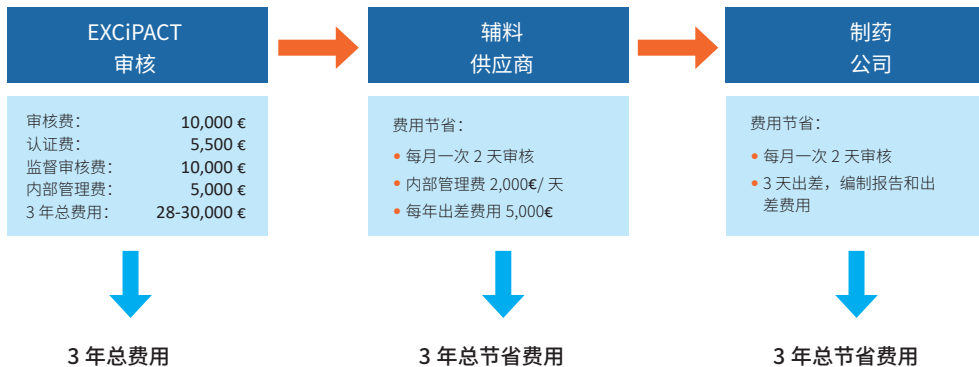 EXCiPACT
审核
审核费： 10,000 €
认证费： 5,500 €
监督审核费： 10,000 €
内部管理费： 5,000 €
3 年总费用： 28-30,000 €
3 年总费用
辅料
供应商
费用节省：
• 每月一次 2 天审核
• 内部管理费 2,000€/ 天
• 每年出差费用 5,000€
3 年总节省费用
制药
公司
费用节省：
• 每月一次 2 天审核
• 3 天出差，编制报告和出
差费用
3 年总节省费用